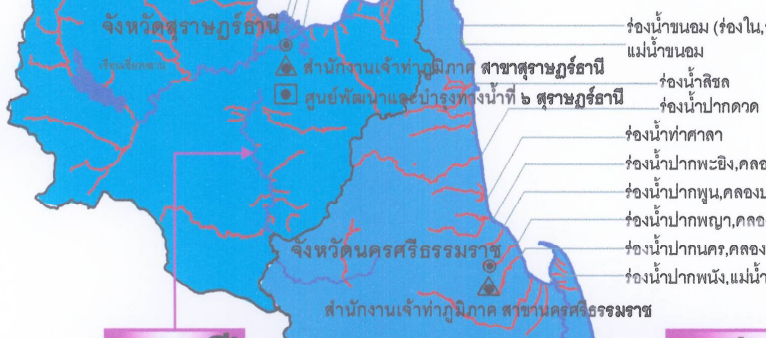 จังหวัดสุราษฎร์ธานี
สำนักงานเจ้าท่าภูมิภาค สาขาสุราษฎร์ธานี
ศูนย์พัฒนาและบำรุงทางน้ำที่ ๖ สุราษฎร์ธานี
ร่องน้ำขนอม (ร่องใน,
แม่น้ำขนอม
ร่องน้ำสิชล
ร่องน้ำปากดวด
ร่องน้ำท่าศาลา
ร่องน้ำปากพะยิง,คลอ
ร่องน้ำปากพูน,คลอง
ร่องน้ำปากพญา,คลอ
ร่องน้ำปากนคร,คลอง
ร่องน้ำปากพนัง,แม่น้ำ
จังหวัดนครศรีธรรมราช
สำนักงานเจ้าท่าภูมิภาค สาขานครศรีธรรมราช